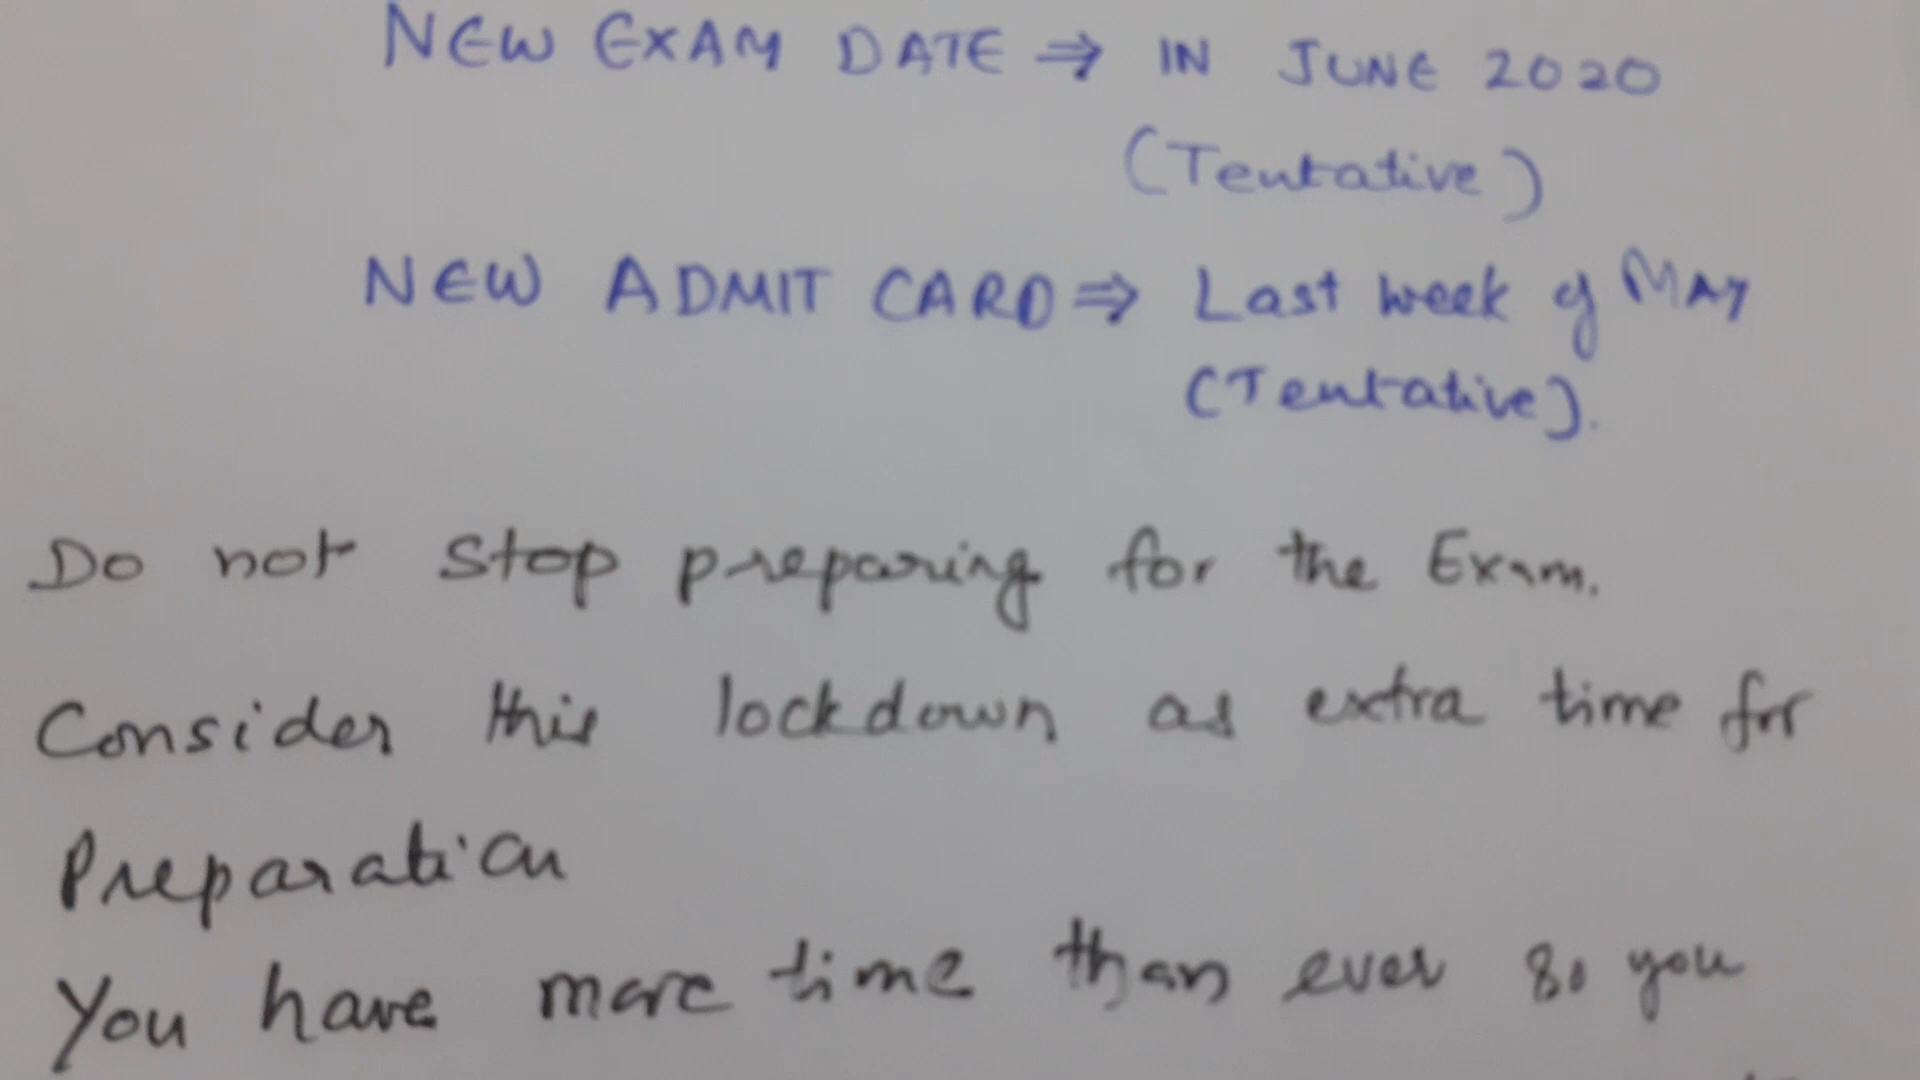 NEW EXAM DATE ⇒ IN JUNE 2020
(Tentative)
NEW ADMIT CARD ⇒ Last week of MAY
(Tentative).
Do not stop preparing for the Exam.
Consider this lockdown as extra time for
Preparation
You have more time than ever so you